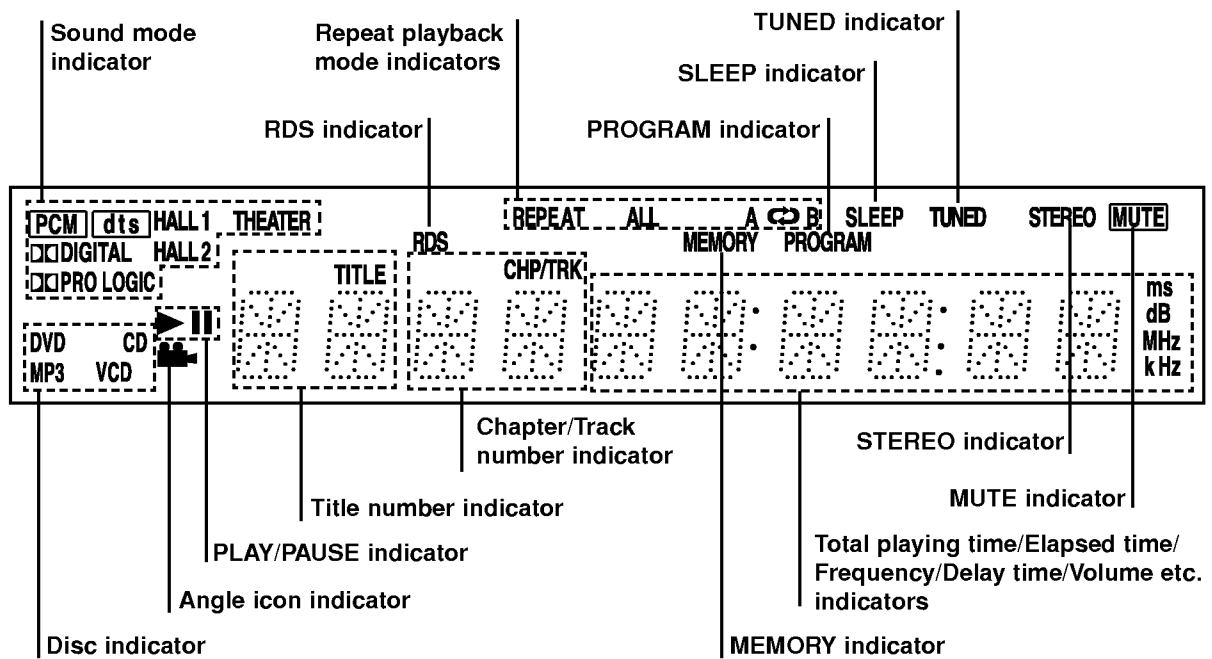 TUNED indicator
Sound mode
indicator
Repeat playback
mode indicators
SLEEP indicator
RDS indicator
PROGRAM indicator
PCM dts HALL 1 THEATER
REPEAT ALL A B SLEEP TUNED STEREO MUTE
RDS
MEMORY PROGRAM
DIGITAL HALL 2
TITLE
CHP/TRK
PRO LOGIC
ms
dB
MHz
kHz
DVD CD
MP3 VCD
Chapter/Track
number indicator
STEREO indicator
Title number indicator
MUTE indicator
PLAY/PAUSE indicator
Total playing time/Elapsed time/
Frequency/Delay time/Volume etc.
indicators
Angle icon indicator
Disc indicator
MEMORY indicator